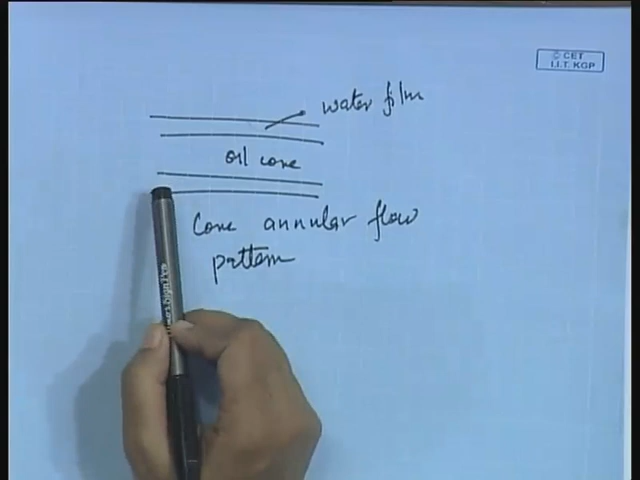 © CET
I.I.T. KGP
water film
oil core
Core annular flow
pattern